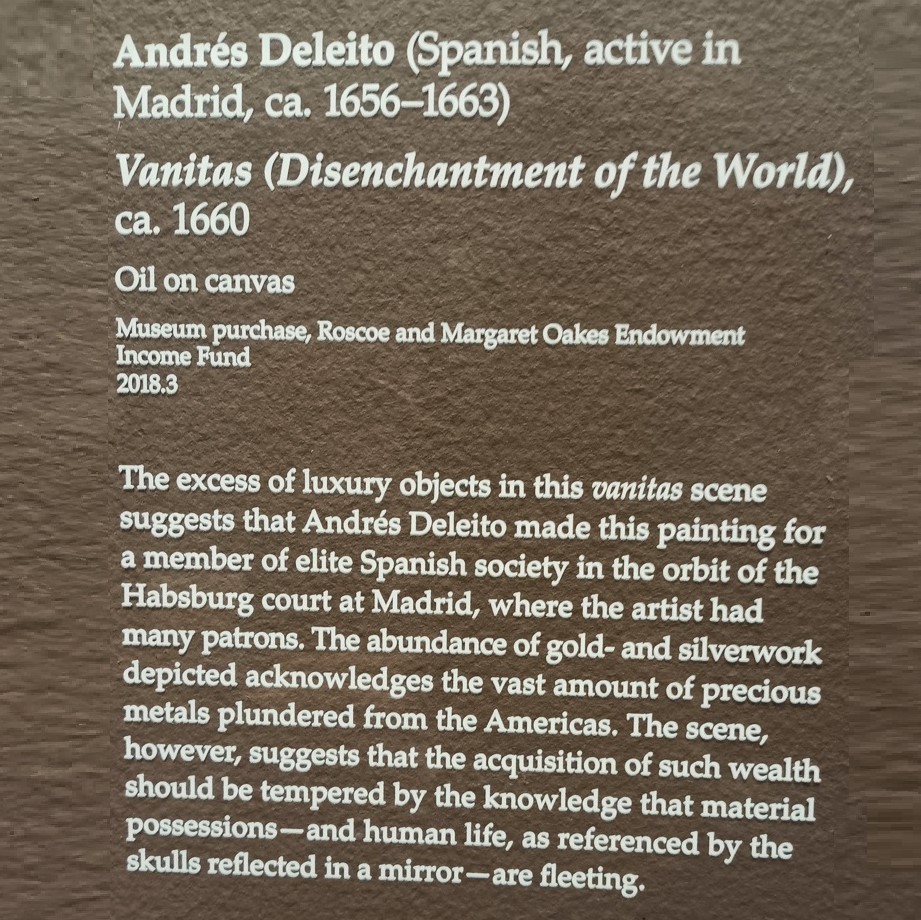 Andrés Deleito (Spanish, active in
Madrid, ca. 1656–1663)
Vanitas (Disenchantment of the World),
ca. 1660
Oil on canvas
Museum purchase, Roscoe and Margaret Oakes Endowment
Income Fund
2018.3
The excess of luxury objects in this vanitas scene
suggests that Andrés Deleito made this painting for
a member of elite Spanish society in the orbit of the
Habsburg court at Madrid, where the artist had
many patrons. The abundance of gold- and silverwork
depicted acknowledges the vast amount of precious
metals plundered from the Americas. The scene,
however, suggests that the acquisition of such wealth
should be tempered by the knowledge that material
possessions—and human life, as referenced by the
skulls reflected in a mirror—are fleeting.